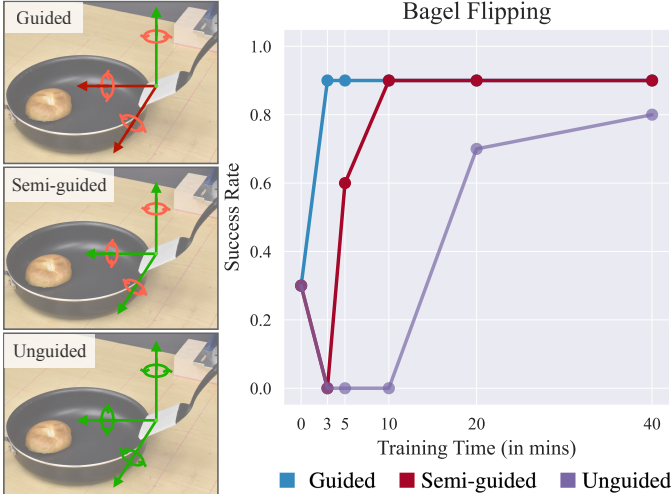 Guided
Semi-guided
Unguided
Bagel Flipping
Success Rate
1.0
0.8
0.6
0.4
0.2
0.0
0 3 5 10 20 40
Training Time (in mins)
Guided Semi-guided Unguided